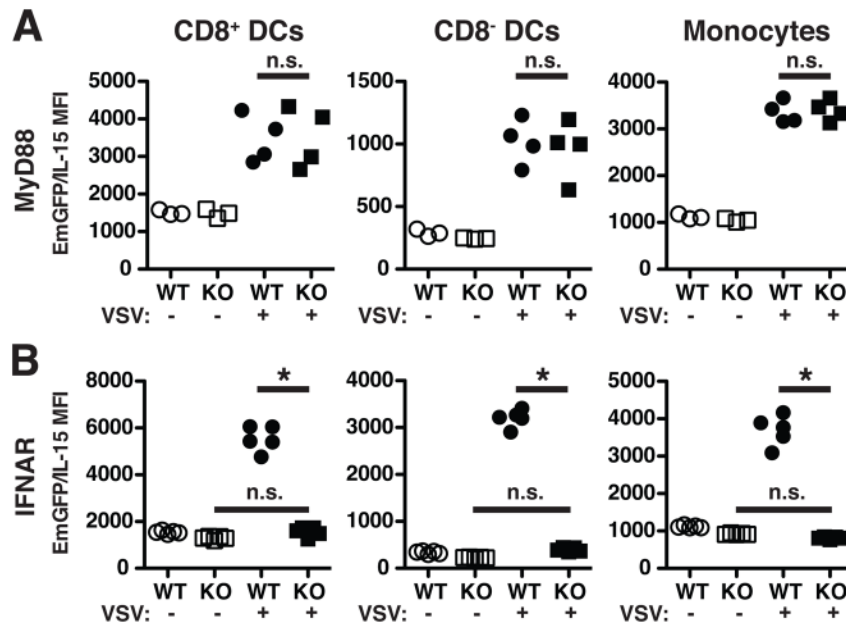 A
CD8+ DCs
CD8- DCs
Monocytes
MyD88
EmGFP/IL-15 MFI
n.s.
5000
4000
3000
2000
1000
0
WT KO WT KO
VSV: - - + +
n.s.
1500
1000
500
0
WT KO WT KO
VSV: - - + +
n.s.
4000
3000
2000
1000
0
WT KO WT KO
VSV: - - + +
B
IFNAR
EmGFP/IL-15 MFI
*
n.s.
8000
6000
4000
2000
0
WT KO WT KO
VSV: - - + +
*
n.s.
4000
3000
2000
1000
0
WT KO WT KO
VSV: - - + +
*
n.s.
5000
4000
3000
2000
1000
0
WT KO WT KO
VSV: - - + +